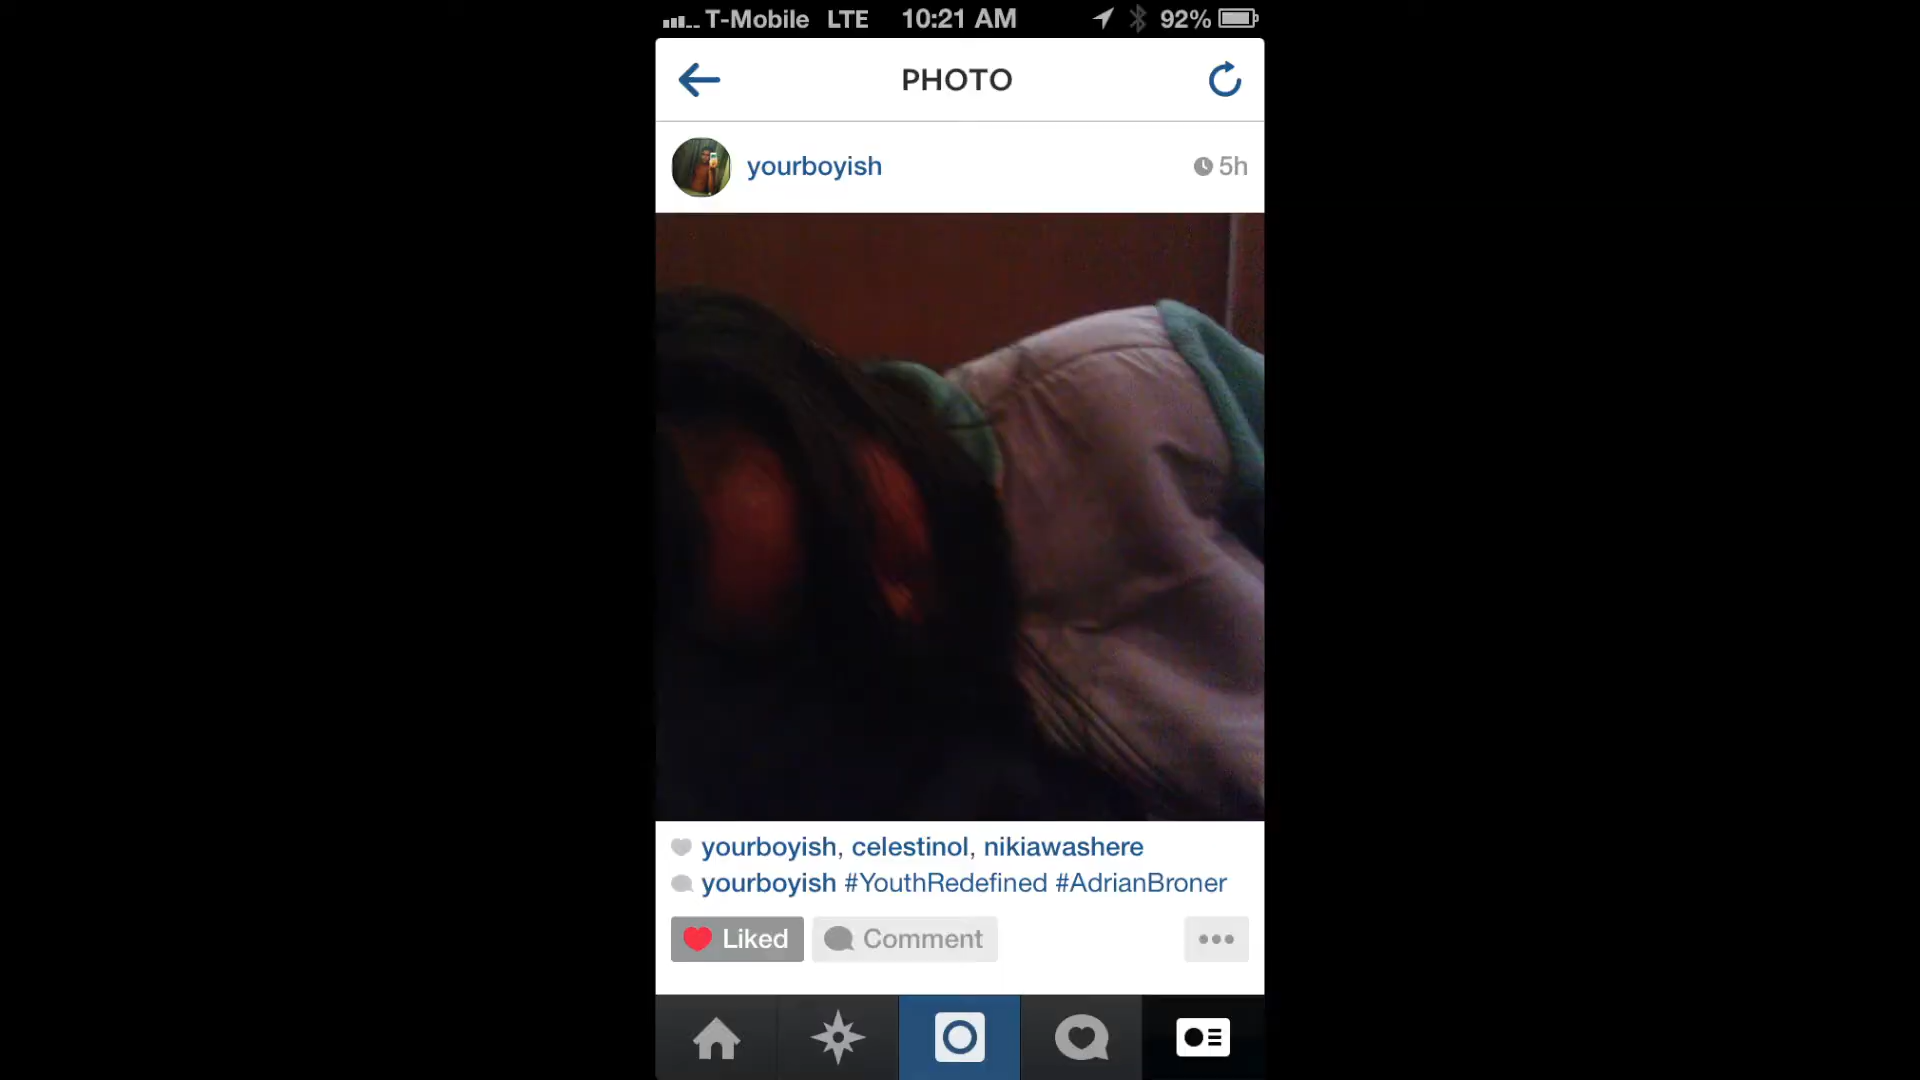 T-Mobile LTE 10:21 AM 92%
PHOTO
yourboyish 5h
yourboyish, celestinol, nikiawashere
yourboyish #YouthRedefined #AdrianBroner
Liked Comment